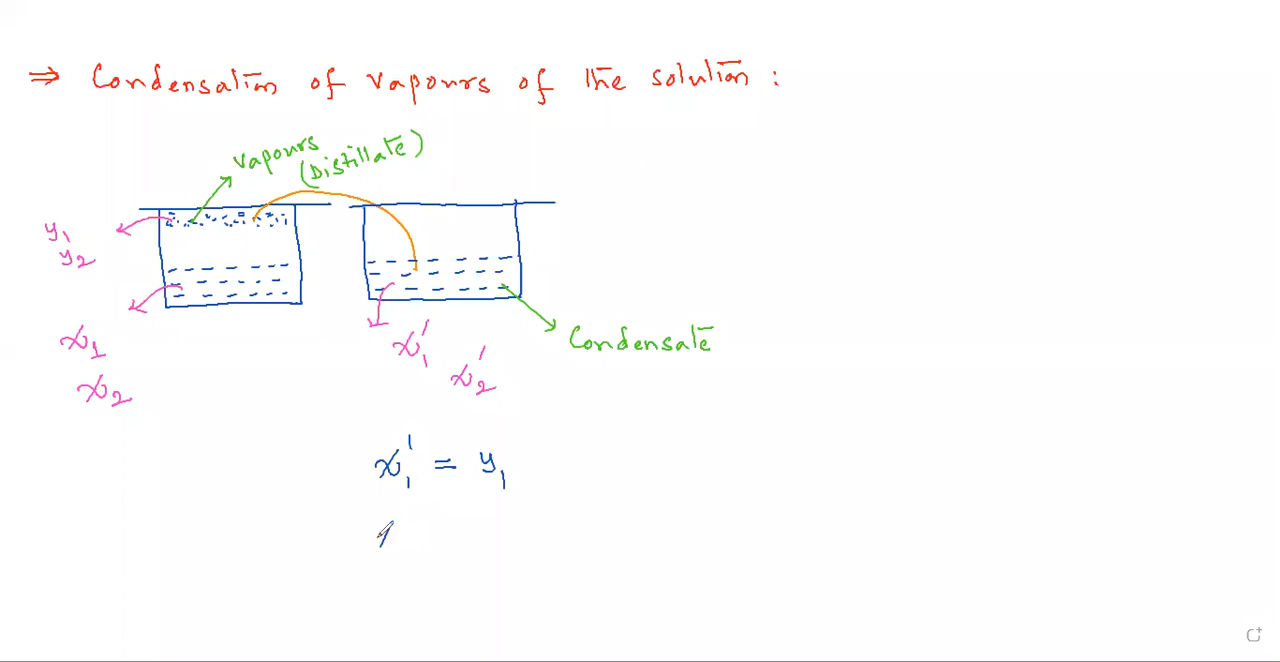 ⇒ Condensation of vapours of the solution :
vapours
(Distillate)
y₁
y₂
x₁
x₂
x₁'
x₂'
Condensate
x₁' = y₁